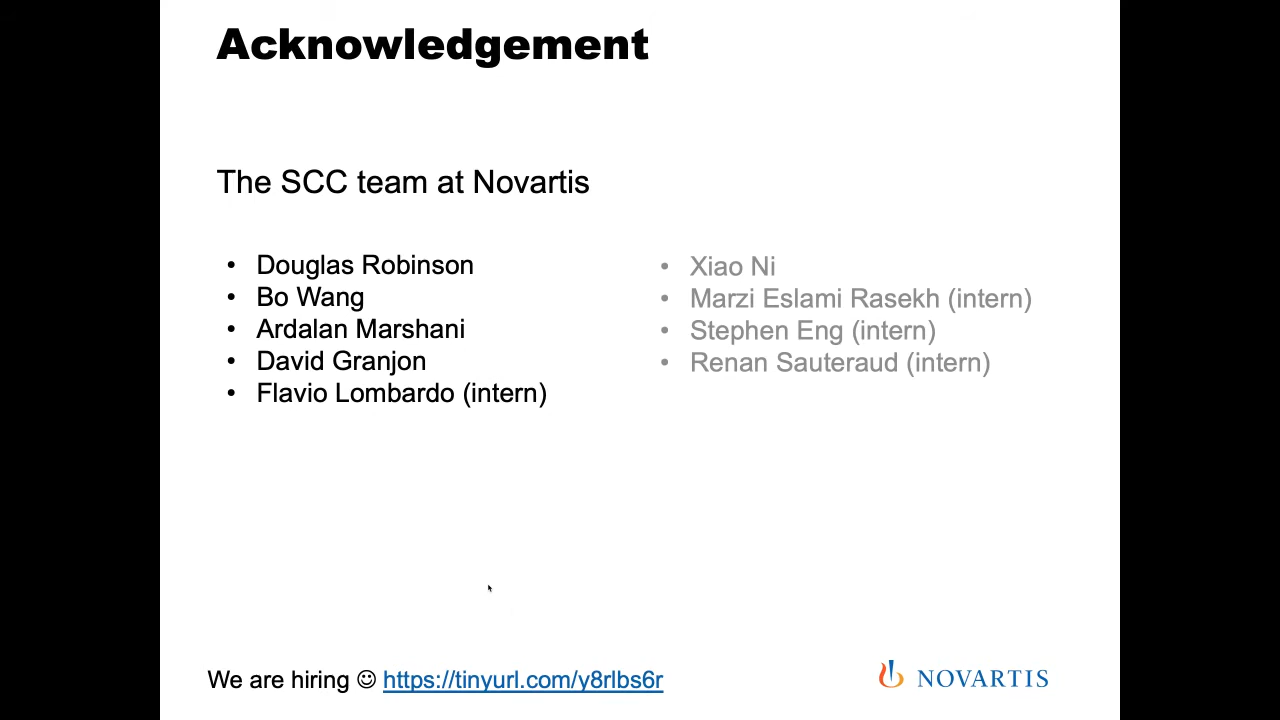 Acknowledgement
The SCC team at Novartis
• Douglas Robinson
• Bo Wang
• Ardalan Marshani
• David Granjon
• Flavio Lombardo (intern)
• Xiao Ni
• Marzi Eslami Rasekh (intern)
• Stephen Eng (intern)
• Renan Sauteraud (intern)
We are hiring ☺ https://tinyurl.com/y8rlbs6r
NOVARTIS